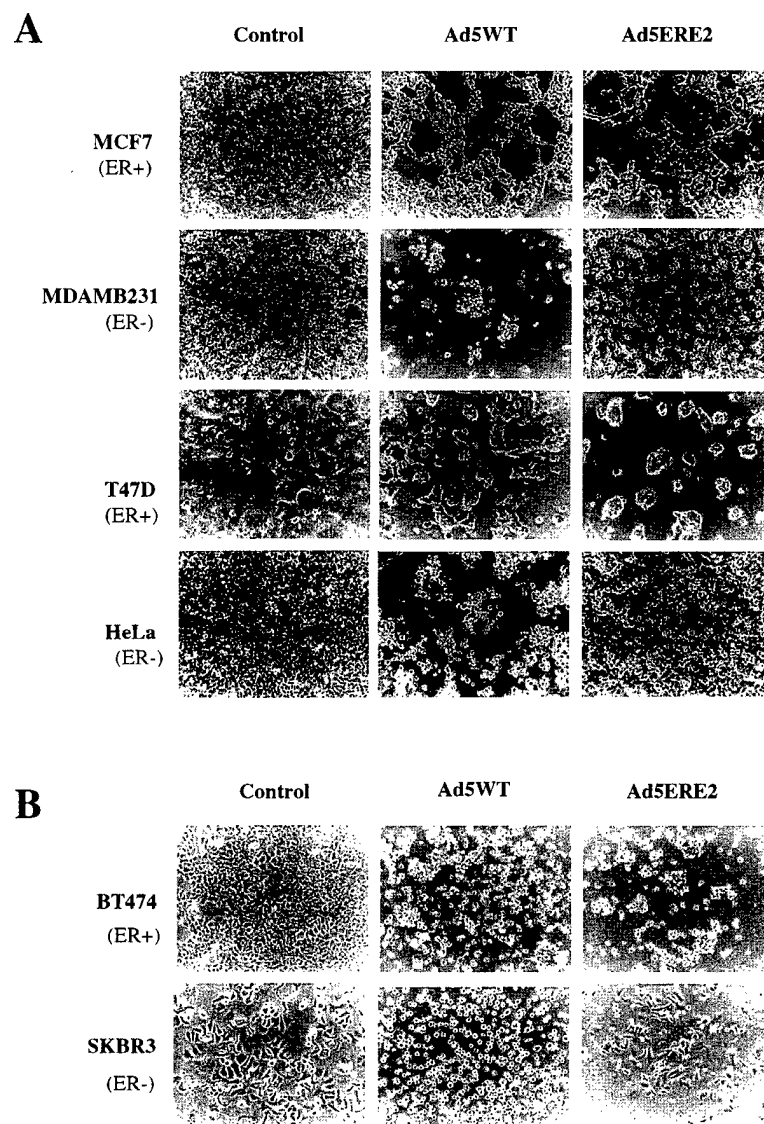 A
Control Ad5WT Ad5ERE2
MCF7
(ER+)
MDAMB231
(ER-)
T47D
(ER+)
HeLa
(ER-)
B
Control Ad5WT Ad5ERE2
BT474
(ER+)
SKBR3
(ER-)